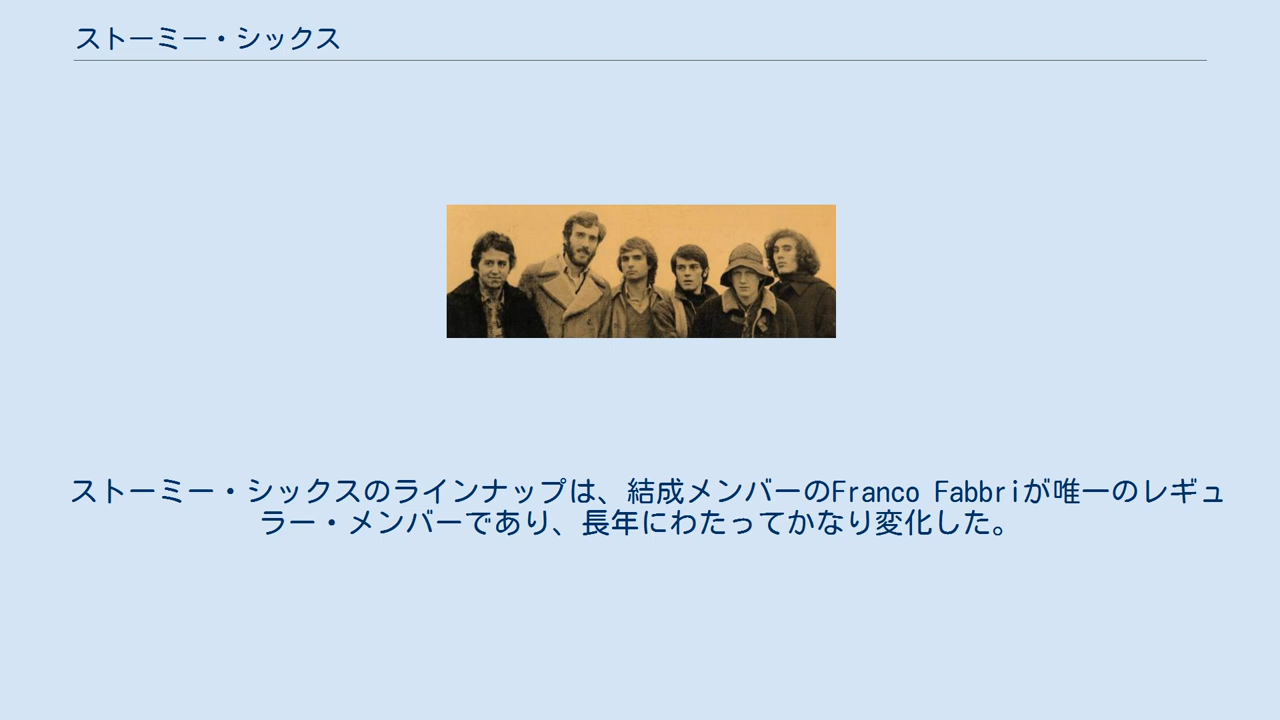 ストーミー・シックス
ストーミー・シックスのラインナップは、結成メンバーのFranco Fabbriが唯一のレギュ
ラー・メンバーであり、長年にわたってかなり変化した。